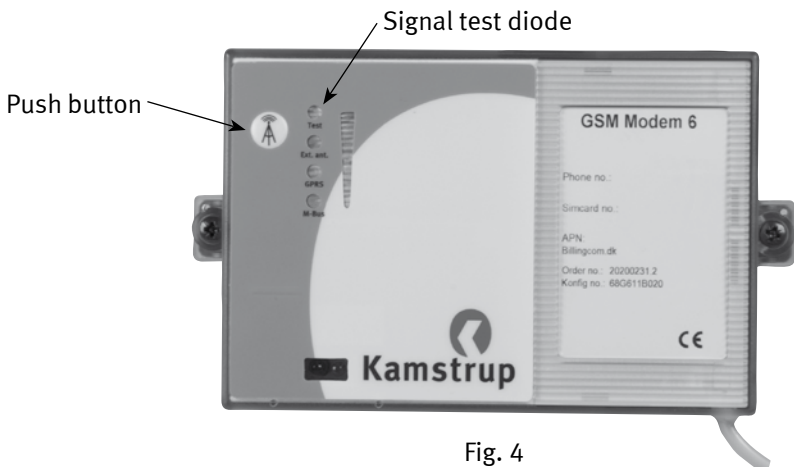 Signal test diode
Push button
Test
Ext. ant.
GPRS
M-Bus
GSM Modem 6
Phone no.:
Simcard no.:
APN:
Billingcom.dk
Order no.: 20200231.2
Konfig no.: 68G611B020
CE
Kamstrup
Fig. 4